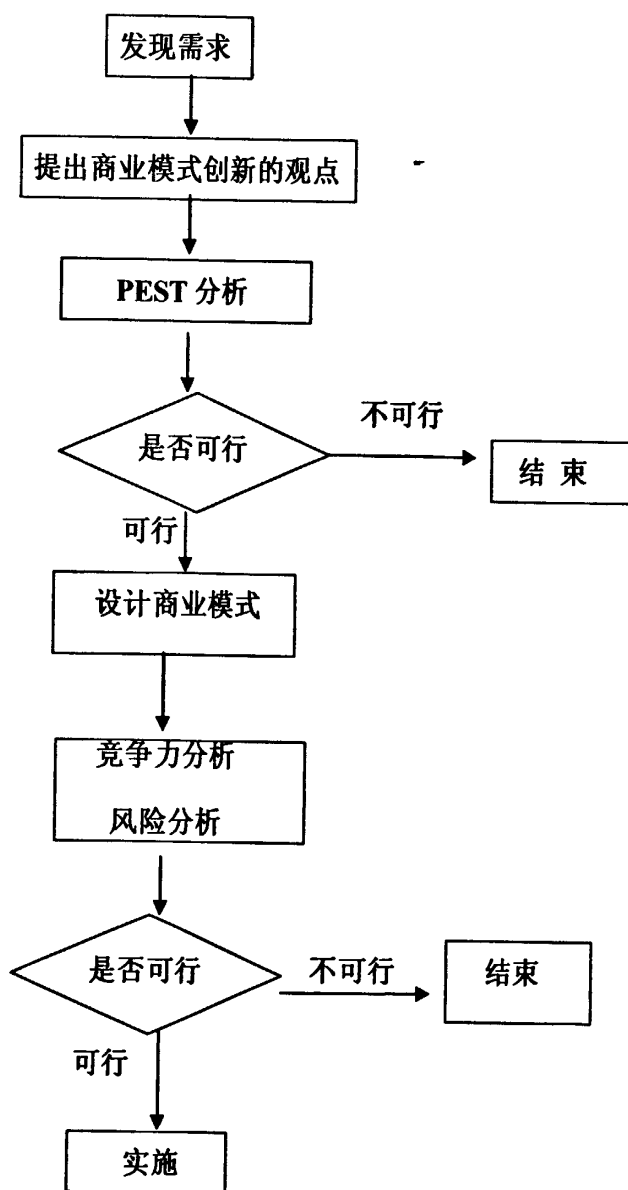 发现需求
提出商业模式创新的观点
PEST 分析
是否可行
不可行
结 束
可行
设计商业模式
竞争力分析
风险分析
是否可行
不可行
结束
可行
实施